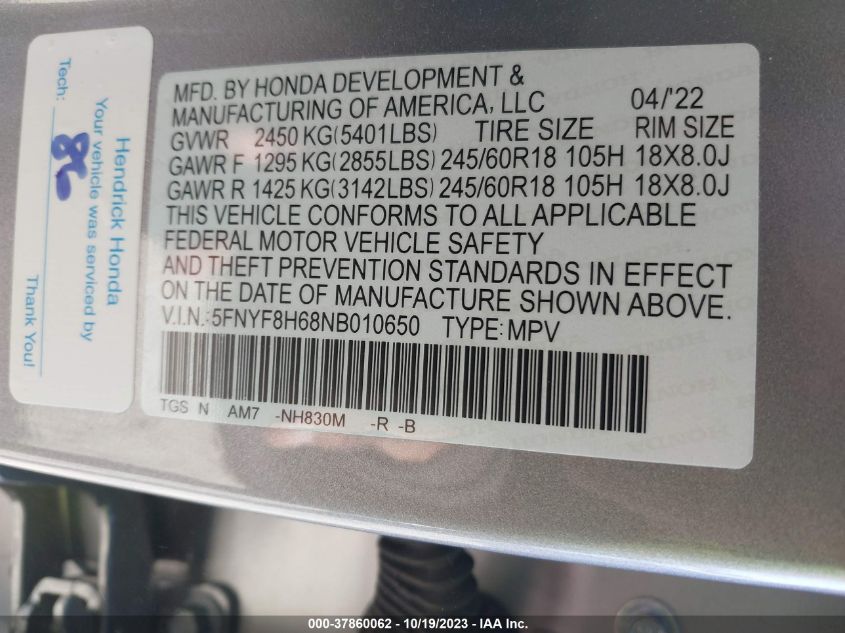 MFD. BY HONDA DEVELOPMENT &
MANUFACTURING OF AMERICA, LLC 04/'22
GVWR 2450 KG(5401LBS) TIRE SIZE RIM SIZE
GAWR F 1295 KG(2855LBS) 245/60R18 105H 18X8.0J
GAWR R 1425 KG(3142LBS) 245/60R18 105H 18X8.0J
THIS VEHICLE CONFORMS TO ALL APPLICABLE
FEDERAL MOTOR VEHICLE SAFETY
AND THEFT PREVENTION STANDARDS IN EFFECT
ON THE DATE OF MANUFACTURE SHOWN ABOVE.
V.I.N.:5FNYF8H68NB010650 TYPE:MPV
TGS N AM7 -NH830M -R -B
Hendrick Honda
Your vehicle was serviced by
Tech:
Thank You!
000-37860062 - 10/19/2023 - IAA Inc.